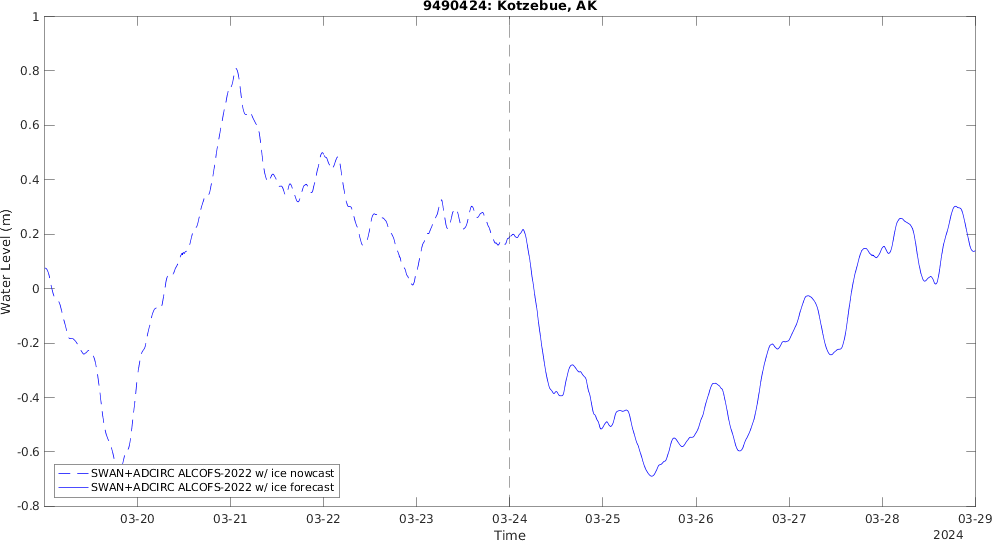 9490424: Kotzebue, AK
1
0.8
0.6
0.4
0.2
0
-0.2
-0.4
-0.6
-0.8
Water Level (m)
SWAN+ADCIRC ALCOFS-2022 w/ ice nowcast
SWAN+ADCIRC ALCOFS-2022 w/ ice forecast
03-20 03-21 03-22 03-23 03-24 03-25 03-26 03-27 03-28 03-29
Time
2024